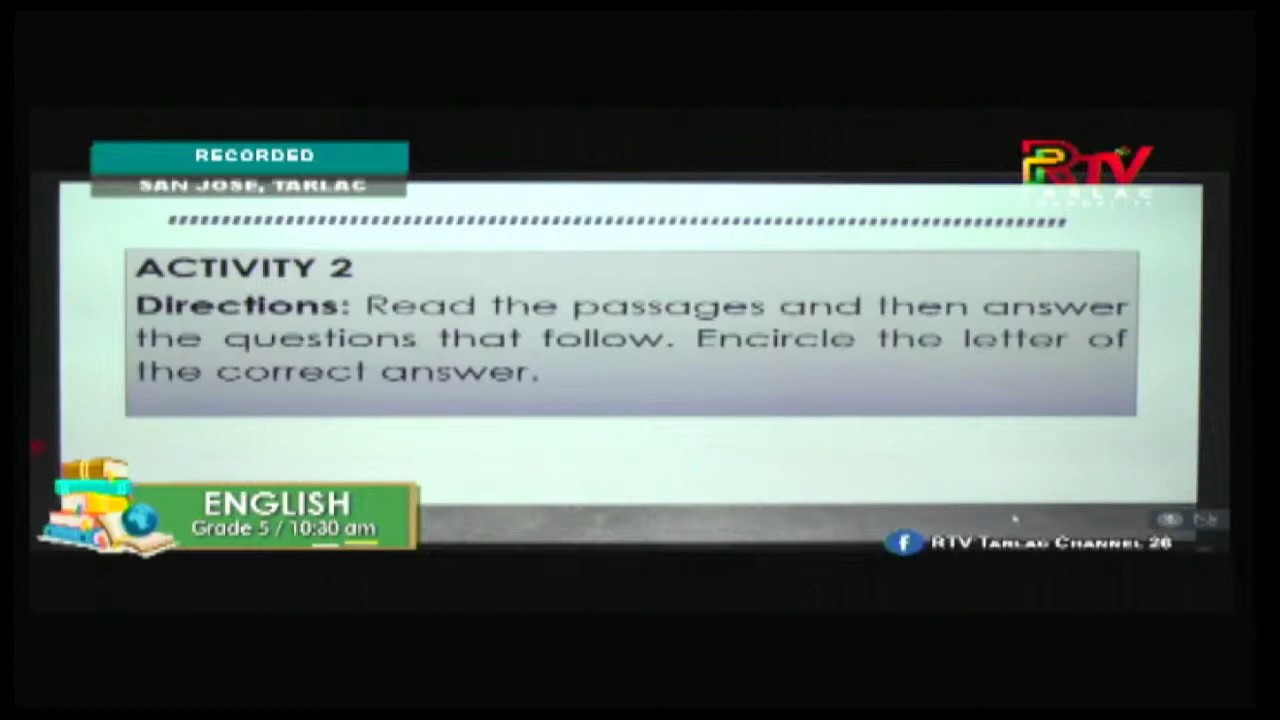 RECORDED
SAN JOSE, TARLAC
RTV
TARLAC
ACTIVITY 2
Directions: Read the passages and then answer
the questions that follow. Encircle the letter of
the correct answer.
ENGLISH
Grade 5 / 10:30 am
RTV TARLAC CHANNEL 26